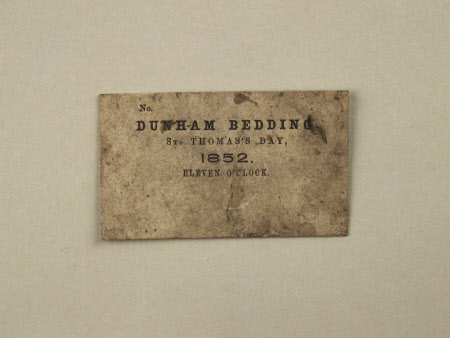 No.
DUNHAM BEDDING
St. THOMAS'S DAY,
1852.
ELEVEN O'CLOCK.